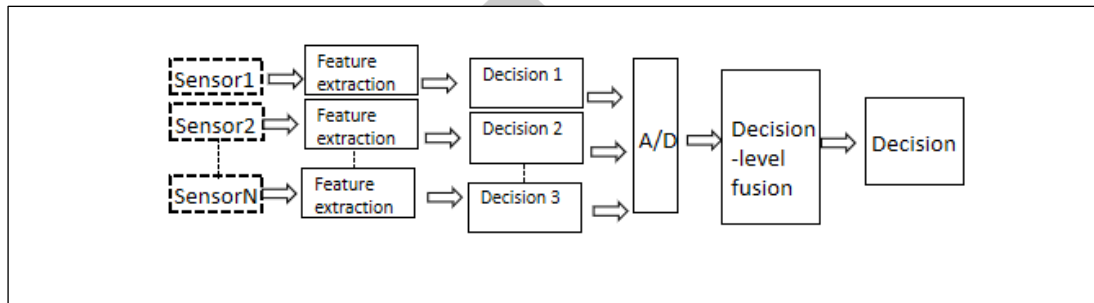 Sensor1
Feature
extraction
Decision 1
Sensor2
Feature
extraction
Decision 2
SensorN
Feature
extraction
Decision 3
A/D
Decision
-level
fusion
Decision